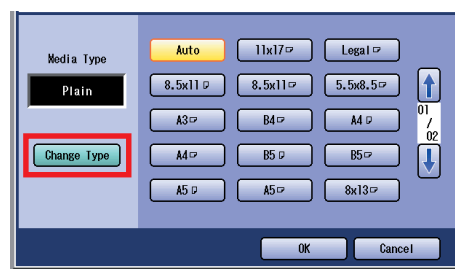 Media Type
Plain
Change Type
Auto 11x17 Legal
8.5x11 8.5x11 5.5x8.5
A3 B4 A4
A4 B5 B5
A5 A5 8x13
01
/
02
OK Cancel